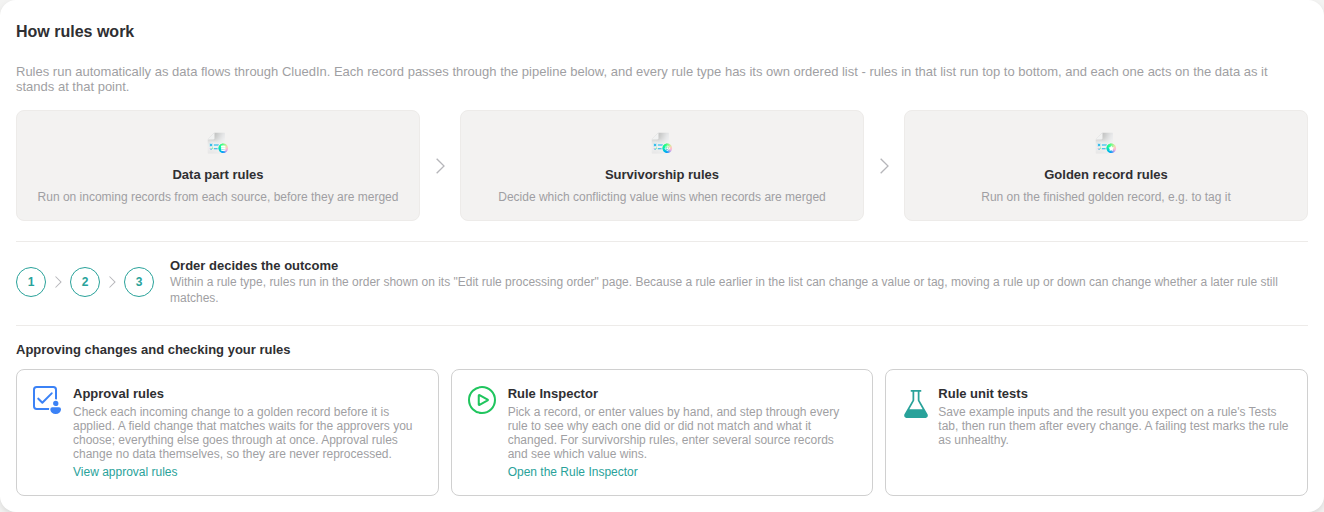 How rules work
Rules run automatically as data flows through CluedIn. Each record passes through the pipeline below, and every rule type has its own ordered list - rules in that list run top to bottom, and each one acts on the data as it
stands at that point.
Data part rules
Run on incoming records from each source, before they are merged
Survivorship rules
Decide which conflicting value wins when records are merged
Golden record rules
Run on the finished golden record, e.g. to tag it
1
2
3
Order decides the outcome
Within a rule type, rules run in the order shown on its "Edit rule processing order" page. Because a rule earlier in the list can change a value or tag, moving a rule up or down can change whether a later rule still
matches.
Approving changes and checking your rules
Approval rules
Check each incoming change to a golden record before it is
applied. A field change that matches waits for the approvers you
choose; everything else goes through at once. Approval rules
change no data themselves, so they are never reprocessed.
View approval rules
Rule Inspector
Pick a record, or enter values by hand, and step through every
rule to see why each one did or did not match and what it
changed. For survivorship rules, enter several source records
and see which value wins.
Open the Rule Inspector
Rule unit tests
Save example inputs and the result you expect on a rule's Tests
tab, then run them after every change. A failing test marks the rule
as unhealthy.